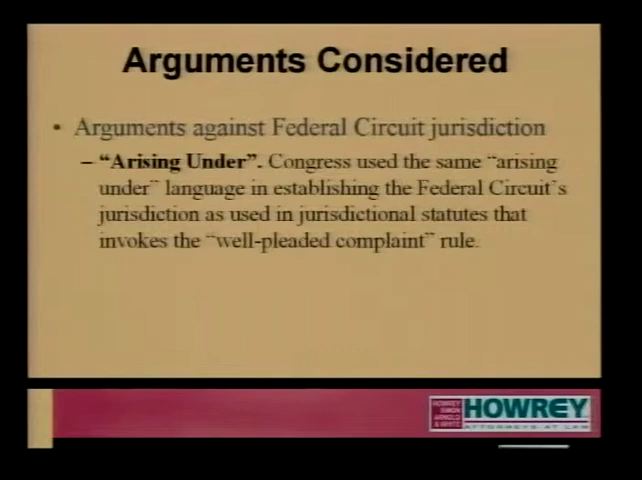 Arguments Considered
• Arguments against Federal Circuit jurisdiction
– “Arising Under”. Congress used the same “arising
under” language in establishing the Federal Circuit’s
jurisdiction as used in jurisdictional statutes that
invokes the “well-pleaded complaint” rule.
HOWREY
SIMON
ARNOLD
& WHITE
HOWREY
ATTORNEYS AT LAW